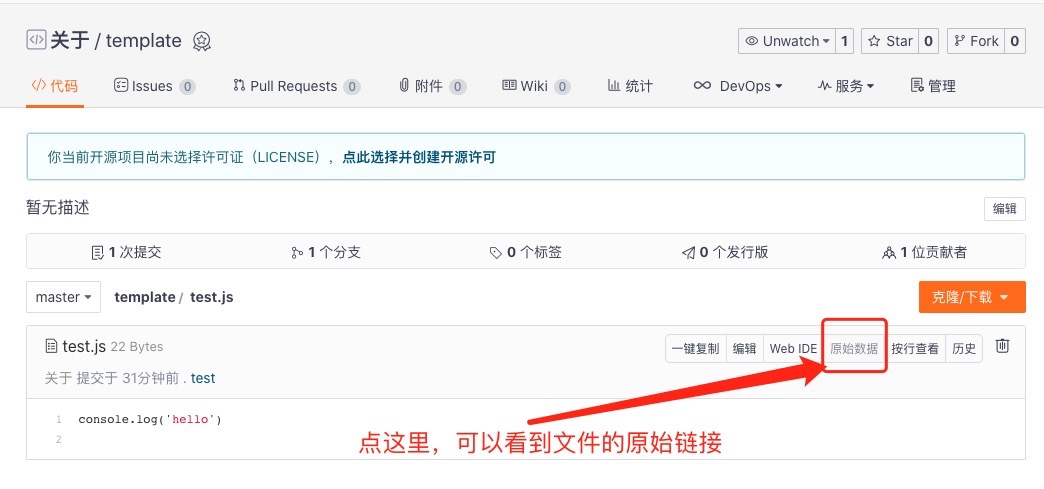 关于 / template
Unwatch 1 Star 0 Fork 0
代码 Issues 0 Pull Requests 0 附件 0 Wiki 0 统计 DevOps 服务 管理
你当前开源项目尚未选择许可证（LICENSE），点此选择并创建开源许可
暂无描述 编辑
1 次提交 1 个分支 0 个标签 0 个发行版 1 位贡献者
master template / test.js 克隆/下载
test.js 22 Bytes 一键复制 编辑 Web IDE 原始数据 按行查看 历史
关于 提交于 31分钟前 . test
1 console.log('hello')
2
点这里，可以看到文件的原始链接